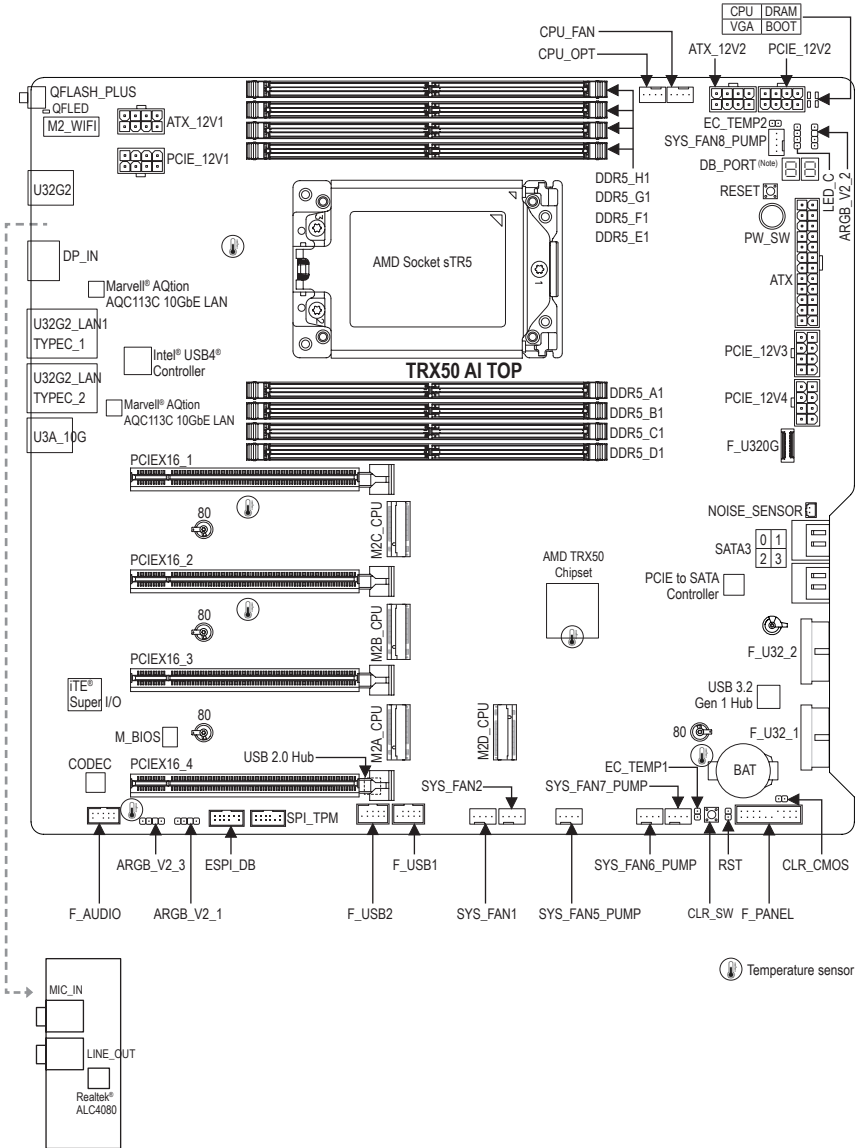 CPU DRAM
VGA BOOT
CPU_FAN
CPU_OPT
ATX_12V2
PCIE_12V2
QFLASH_PLUS
QFLED
M2_WIFI
ATX_12V1
PCIE_12V1
EC_TEMP2
SYS_FAN8_PUMP
DB_PORT(Note)
RESET
PW_SW
LED_C
ARGB_V2_2
DDR5_H1
DDR5_G1
DDR5_F1
DDR5_E1
U32G2
DP_IN
AMD Socket sTR5
3
1
2
ATX
Marvell® AQtion
AQC113C 10GbE LAN
U32G2_LAN1
TYPEC_1
Intel® USB4®
Controller
TRX50 AI TOP
PCIE_12V3
U32G2_LAN
TYPEC_2
Marvell® AQtion
AQC113C 10GbE LAN
DDR5_A1
DDR5_B1
DDR5_C1
DDR5_D1
PCIE_12V4
U3A_10G
F_U320G
PCIEX16_1
80
M2C_CPU
NOISE_SENSOR
SATA3
0 1
2 3
AMD TRX50
Chipset
PCIE to SATA
Controller
PCIEX16_2
80
M2B_CPU
F_U32_2
PCIEX16_3
iTE®
Super I/O
USB 3.2
Gen 1 Hub
80
M_BIOS
M2A_CPU
M2D_CPU
80
F_U32_1
CODEC
PCIEX16_4
USB 2.0 Hub
BAT
EC_TEMP1
SYS_FAN2
SYS_FAN7_PUMP
SPI_TPM
ARGB_V2_3
ESPI_DB
F_USB1
SYS_FAN6_PUMP
RST
CLR_CMOS
F_AUDIO
ARGB_V2_1
F_USB2
SYS_FAN1
SYS_FAN5_PUMP
CLR_SW
F_PANEL
Temperature sensor
MIC_IN
LINE_OUT
Realtek®
ALC4080